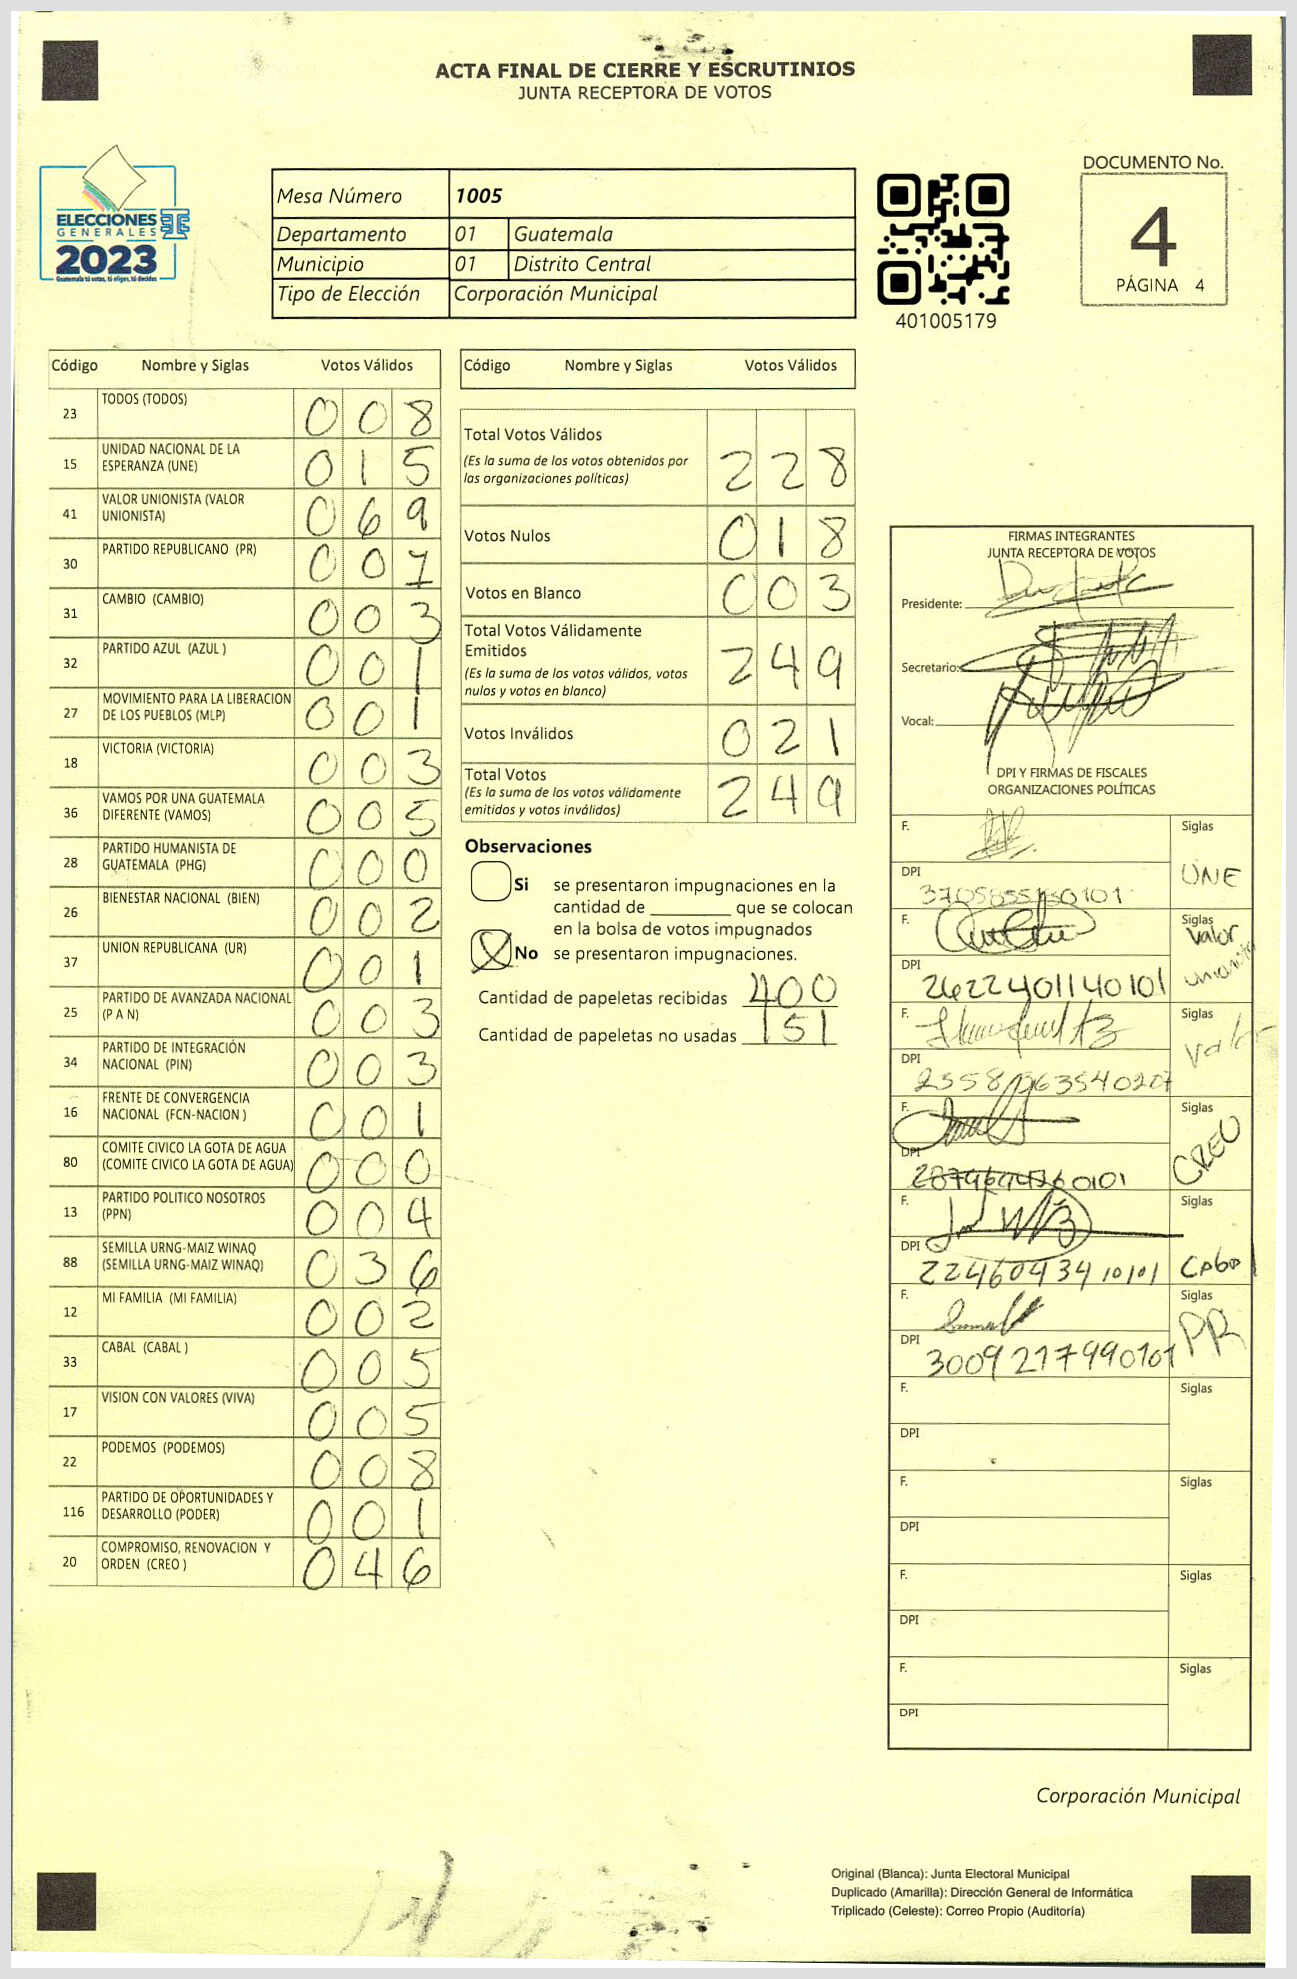 ACTA FINAL DE CIERRE Y ESCRUTINIOS
JUNTA RECEPTORA DE VOTOS
ELECCIONES
GENERALES
2023
Guatemala tú votas, tú eliges, tú decides
Mesa Número 1005
Departamento 01 Guatemala
Municipio 01 Distrito Central
Tipo de Elección Corporación Municipal
401005179
DOCUMENTO No.
4
PÁGINA 4
Código Nombre y Siglas Votos Válidos
23 TODOS (TODOS) 0 0 8
15 UNIDAD NACIONAL DE LA
ESPERANZA (UNE) 0 1 5
41 VALOR UNIONISTA (VALOR
UNIONISTA) 0 6 9
30 PARTIDO REPUBLICANO (PR) 0 0 7
31 CAMBIO (CAMBIO) 0 0 3
32 PARTIDO AZUL (AZUL ) 0 0 1
27 MOVIMIENTO PARA LA LIBERACION
DE LOS PUEBLOS (MLP) 0 0 1
18 VICTORIA (VICTORIA) 0 0 3
36 VAMOS POR UNA GUATEMALA
DIFERENTE (VAMOS) 0 0 5
28 PARTIDO HUMANISTA DE
GUATEMALA (PHG) 0 0 0
26 BIENESTAR NACIONAL (BIEN) 0 0 2
37 UNION REPUBLICANA (UR) 0 0 1
25 PARTIDO DE AVANZADA NACIONAL
(P A N) 0 0 3
34 PARTIDO DE INTEGRACIÓN
NACIONAL (PIN) 0 0 3
16 FRENTE DE CONVERGENCIA
NACIONAL (FCN-NACION ) 0 0 1
80 COMITE CIVICO LA GOTA DE AGUA
(COMITE CIVICO LA GOTA DE AGUA) 0 0 0
13 PARTIDO POLITICO NOSOTROS
(PPN) 0 0 4
88 SEMILLA URNG-MAIZ WINAQ
(SEMILLA URNG-MAIZ WINAQ) 0 3 6
12 MI FAMILIA (MI FAMILIA) 0 0 2
33 CABAL (CABAL ) 0 0 5
17 VISION CON VALORES (VIVA) 0 0 5
22 PODEMOS (PODEMOS) 0 0 8
116 PARTIDO DE OPORTUNIDADES Y
DESARROLLO (PODER) 0 0 1
20 COMPROMISO, RENOVACION Y
ORDEN (CREO ) 0 4 6
Código Nombre y Siglas Votos Válidos
Total Votos Válidos
(Es la suma de los votos obtenidos por
las organizaciones políticas) 2 2 8
Votos Nulos 0 1 8
Votos en Blanco 0 0 3
Total Votos Válidamente
Emitidos
(Es la suma de los votos válidos, votos
nulos y votos en blanco) 2 4 9
Votos Inválidos 0 2 1
Total Votos
(Es la suma de los votos válidamente
emitidos y votos inválidos) 2 4 9
Observaciones
Si se presentaron impugnaciones en la
cantidad de ________ que se colocan
en la bolsa de votos impugnados
X No se presentaron impugnaciones.
Cantidad de papeletas recibidas 400
Cantidad de papeletas no usadas 151
FIRMAS INTEGRANTES
JUNTA RECEPTORA DE VOTOS
Presidente:
Secretario:
Vocal:
DPI Y FIRMAS DE FISCALES
ORGANIZACIONES POLÍTICAS
F. Siglas
UNE
DPI
F. Siglas
Valor
unionista
DPI
2622401140101
F. Siglas
Valor
DPI
F. Siglas
CREO
DPI
F. Siglas
DPI
2246043410101
F. Siglas
PR
DPI
3009217990101
F. Siglas
DPI
F. Siglas
DPI
F. Siglas
DPI
F. Siglas
DPI
Corporación Municipal
Original (Blanca): Junta Electoral Municipal
Duplicado (Amarilla): Dirección General de Informática
Triplicado (Celeste): Correo Propio (Auditoría)